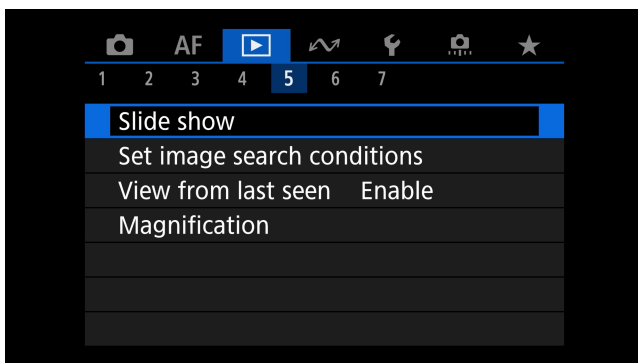 AF
1 2 3 4 5 6 7
Slide show
Set image search conditions
View from last seen Enable
Magnification